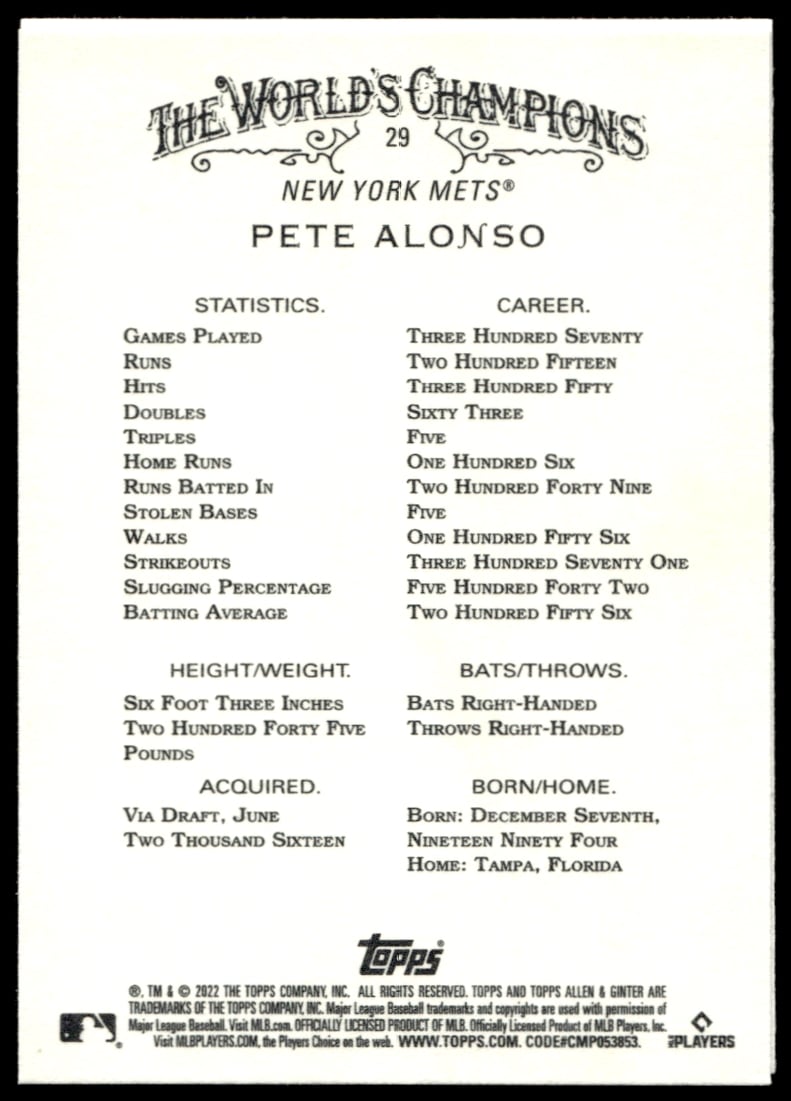 THE WORLD'S CHAMPIONS
29
NEW YORK METS®
PETE ALONSO
STATISTICS. CAREER.
GAMES PLAYED THREE HUNDRED SEVENTY
RUNS TWO HUNDRED FIFTEEN
HITS THREE HUNDRED FIFTY
DOUBLES SIXTY THREE
TRIPLES FIVE
HOME RUNS ONE HUNDRED SIX
RUNS BATTED IN TWO HUNDRED FORTY NINE
STOLEN BASES FIVE
WALKS ONE HUNDRED FIFTY SIX
STRIKEOUTS THREE HUNDRED SEVENTY ONE
SLUGGING PERCENTAGE FIVE HUNDRED FORTY TWO
BATTING AVERAGE TWO HUNDRED FIFTY SIX
HEIGHT/WEIGHT.
SIX FOOT THREE INCHES
TWO HUNDRED FORTY FIVE
POUNDS
BATS/THROWS.
BATS RIGHT-HANDED
THROWS RIGHT-HANDED
ACQUIRED.
VIA DRAFT, JUNE
TWO THOUSAND SIXTEEN
BORN/HOME.
BORN: DECEMBER SEVENTH,
NINETEEN NINETY FOUR
HOME: TAMPA, FLORIDA
TOPPS®
®, TM & © 2022 THE TOPPS COMPANY, INC. ALL RIGHTS RESERVED. TOPPS AND TOPPS ALLEN & GINTER ARE
TRADEMARKS OF THE TOPPS COMPANY, INC. Major League Baseball trademarks and copyrights are used with permission of
Major League Baseball. Visit MLB.com. OFFICIALLY LICENSED PRODUCT OF MLB. Officially Licensed Product of MLB Players, Inc.
Visit MLBPLAYERS.COM, the Players Choice on the web. WWW.TOPPS.COM. CODE#CMP053853.
MLB PLAYERS